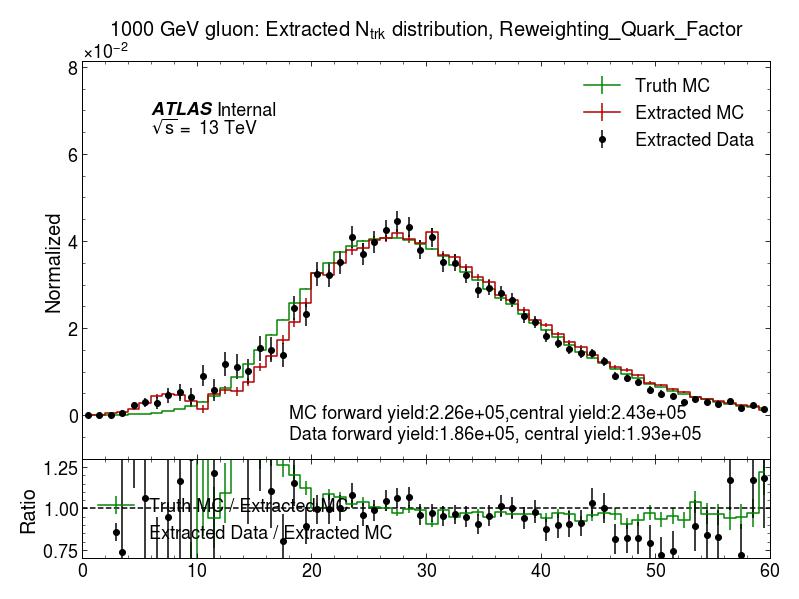 1000 GeV gluon: Extracted Ntrk distribution, Reweighting_Quark_Factor
×10−2
8
6
4
2
0
Normalized
ATLAS Internal
√s = 13 TeV
Truth MC
Extracted MC
Extracted Data
MC forward yield:2.26e+05,central yield:2.43e+05
Data forward yield:1.86e+05, central yield:1.93e+05
1.25
1.00
0.75
Ratio
Truth MC / Extracted MC
Extracted Data / Extracted MC
0 10 20 30 40 50 60